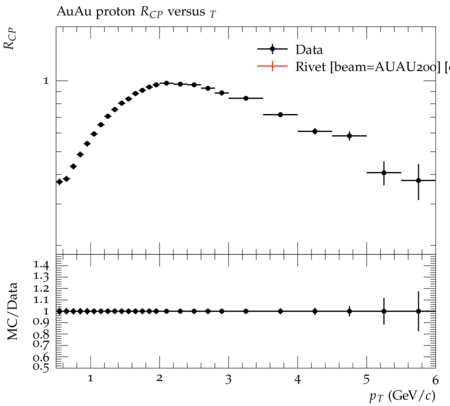 AuAu proton R_CP versus _T
R_CP
Data
Rivet [beam=AUAU200] [
1
MC/Data
1.4
1.3
1.2
1.1
1
0.9
0.8
0.7
0.6
0.5
1 2 3 4 5 6
p_T (GeV/c)